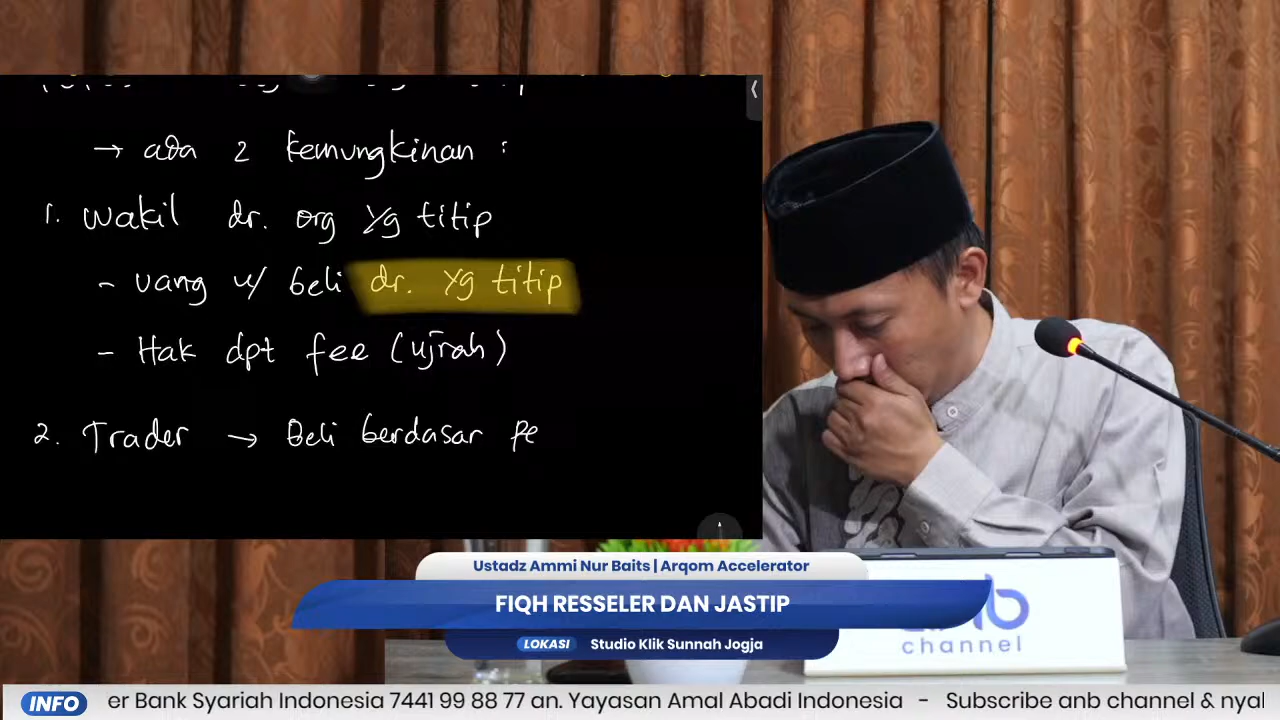 → ada 2 kemungkinan :
1. Wakil dr. org yg titip
- uang u/ beli dr. yg titip
- Hak dpt fee (ujrah)
2. Trader → Beli berdasar pe
Ustadz Ammi Nur Baits | Arqom Accelerator
FIQH RESSELER DAN JASTIP
LOKASI Studio Klik Sunnah Jogja
channel
INFO er Bank Syariah Indonesia 7441 99 88 77 an. Yayasan Amal Abadi Indonesia - Subscribe anb channel & nyal